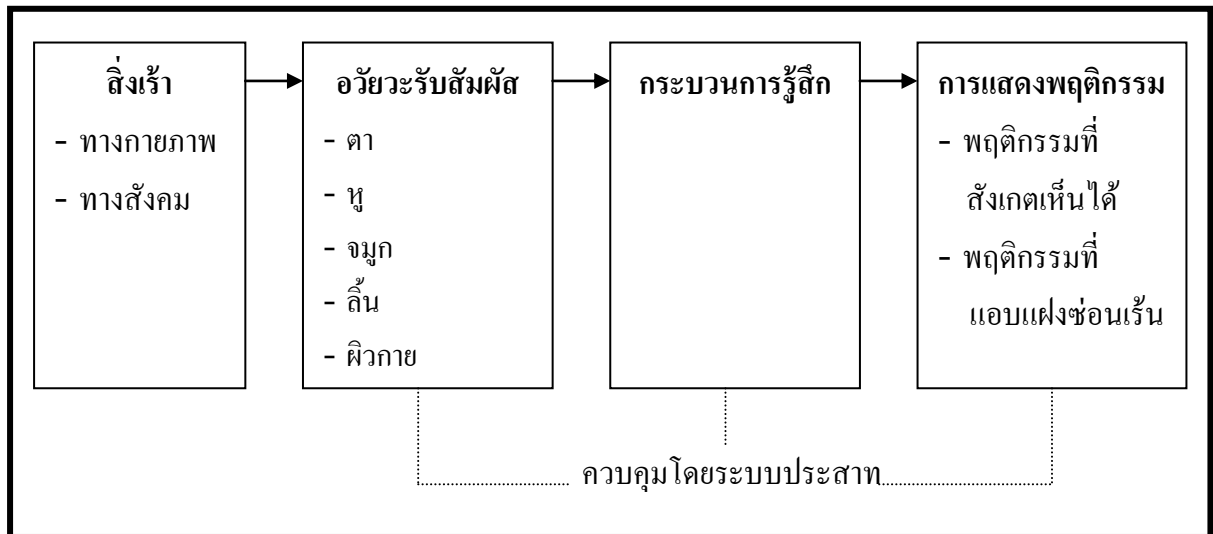 สิ่งเร้า
- ทางกายภาพ
- ทางสังคม
อวัยวะรับสัมผัส
- ตา
- หู
- จมูก
- ลิ้น
- ผิวกาย
กระบวนการรู้สึก
การแสดงพฤติกรรม
- พฤติกรรมที่
สังเกตเห็นได้
- พฤติกรรมที่
แอบแฝงซ่อนเร้น
ควบคุมโดยระบบประสาท